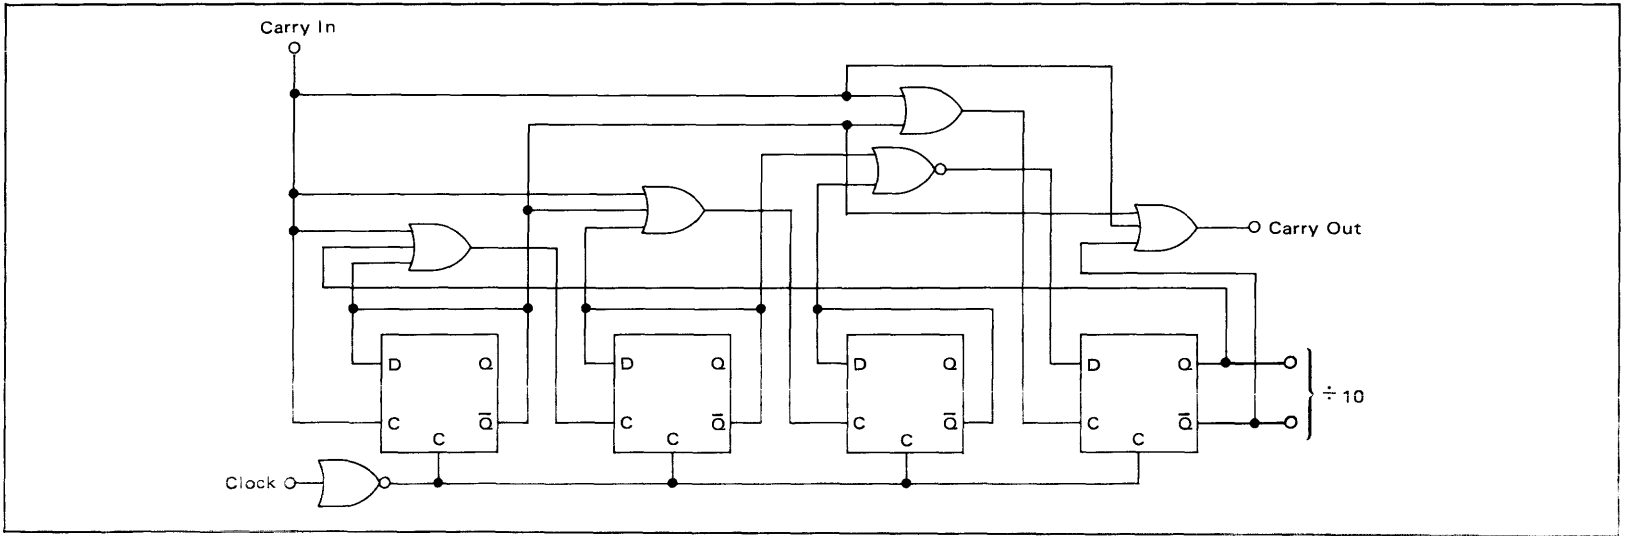 Carry In
Carry Out
D Q
C Q̅
C
D Q
C Q̅
C
D Q
C Q̅
C
D Q
C Q̅
C
÷ 10
Clock